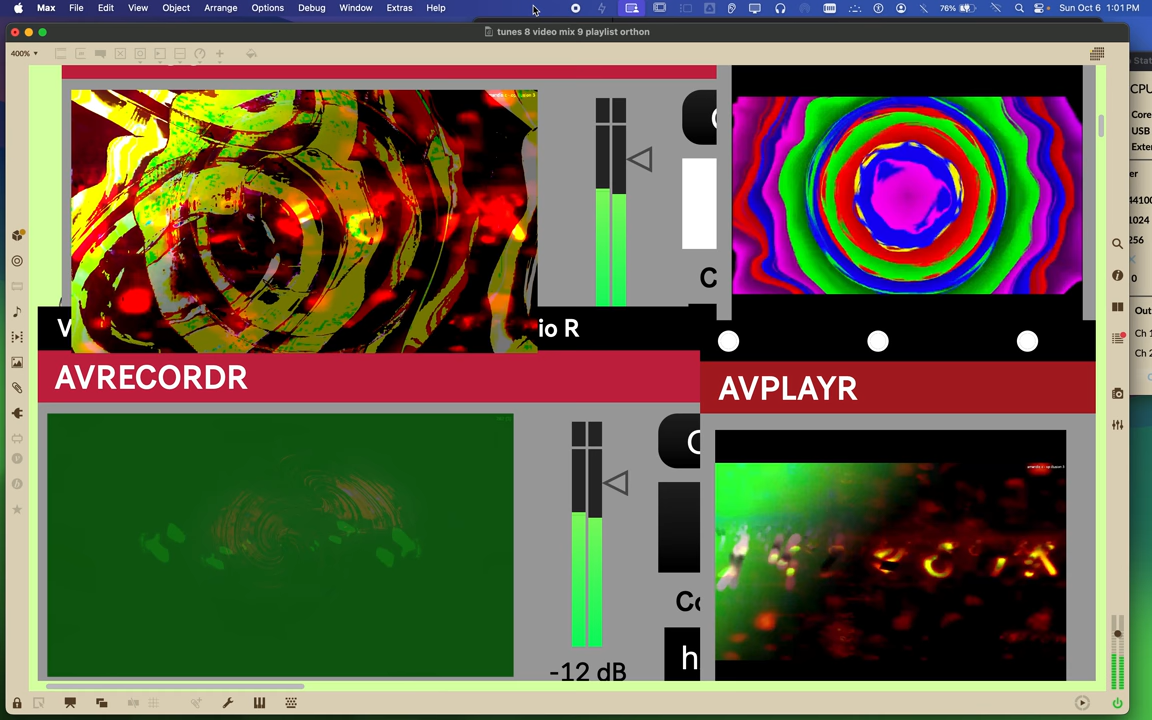 Max File Edit View Object Arrange Options Debug Window Extras Help
76%
Sun Oct 6 1:01 PM
tunes 8 video mix 9 playlist orthon
400%
Stat
CPU
Core
USB
Exter
er
44100
1024
256
0
Out
Ch 1
Ch 2
C
V
io R
AVRECORDR
AVPLAYR
C
Co
h
-12 dB